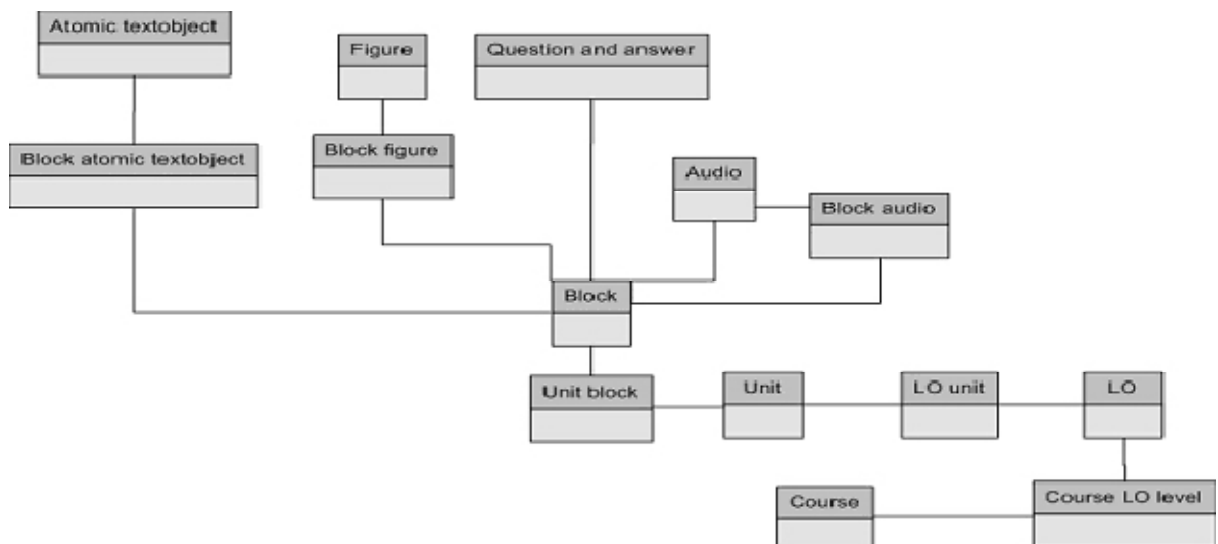 Atomic textobject
Figure
Question and answer
Block atomic textobject
Block figure
Audio
Block audio
Block
Unit block
Unit
LO unit
LO
Course
Course LO level